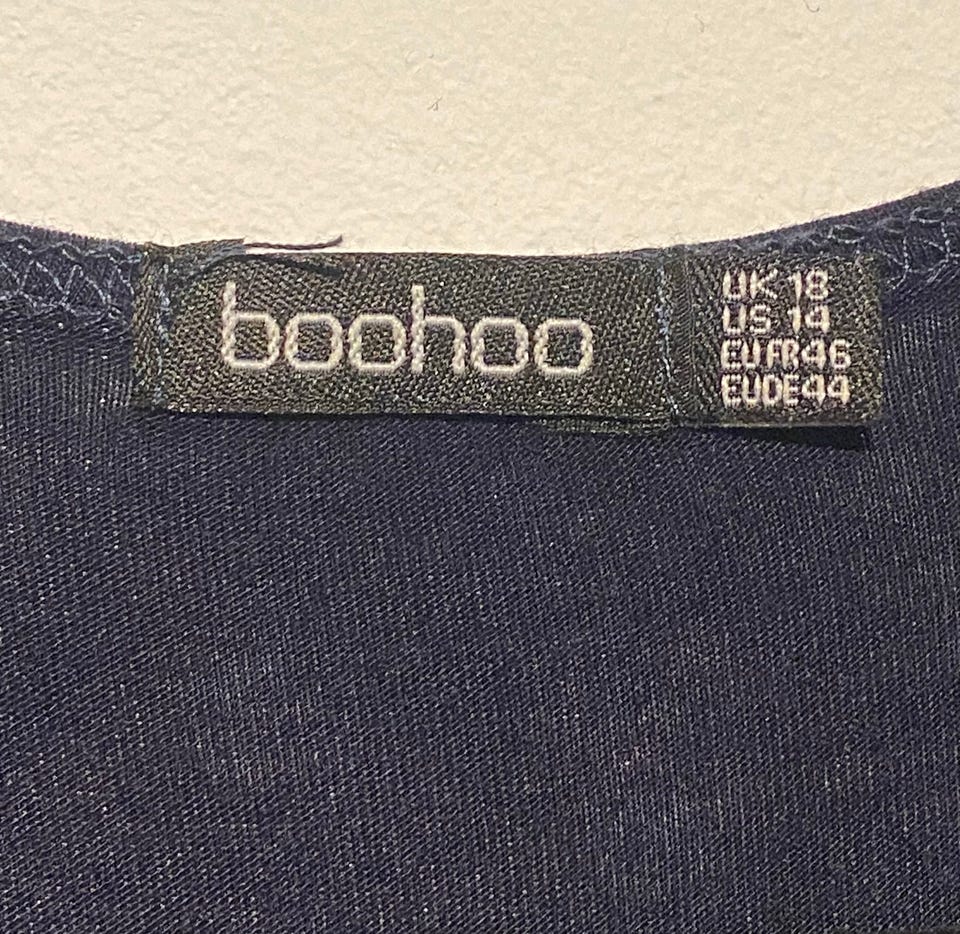 boohoo
UK 18
US 14
EU FR 46
EU DE 44